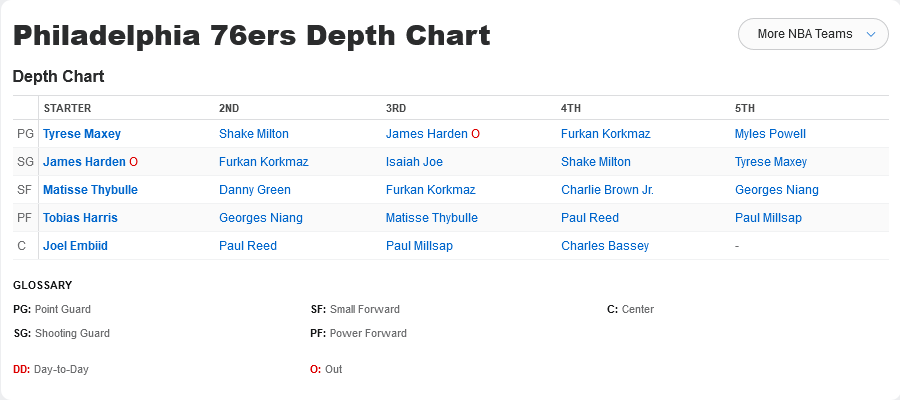 Philadelphia 76ers Depth Chart
More NBA Teams
Depth Chart
STARTER 2ND 3RD 4TH 5TH
PG Tyrese Maxey Shake Milton James Harden O Furkan Korkmaz Myles Powell
SG James Harden O Furkan Korkmaz Isaiah Joe Shake Milton Tyrese Maxey
SF Matisse Thybulle Danny Green Furkan Korkmaz Charlie Brown Jr. Georges Niang
PF Tobias Harris Georges Niang Matisse Thybulle Paul Reed Paul Millsap
C Joel Embiid Paul Reed Paul Millsap Charles Bassey -
GLOSSARY
PG: Point Guard SF: Small Forward C: Center
SG: Shooting Guard PF: Power Forward
DD: Day-to-Day O: Out